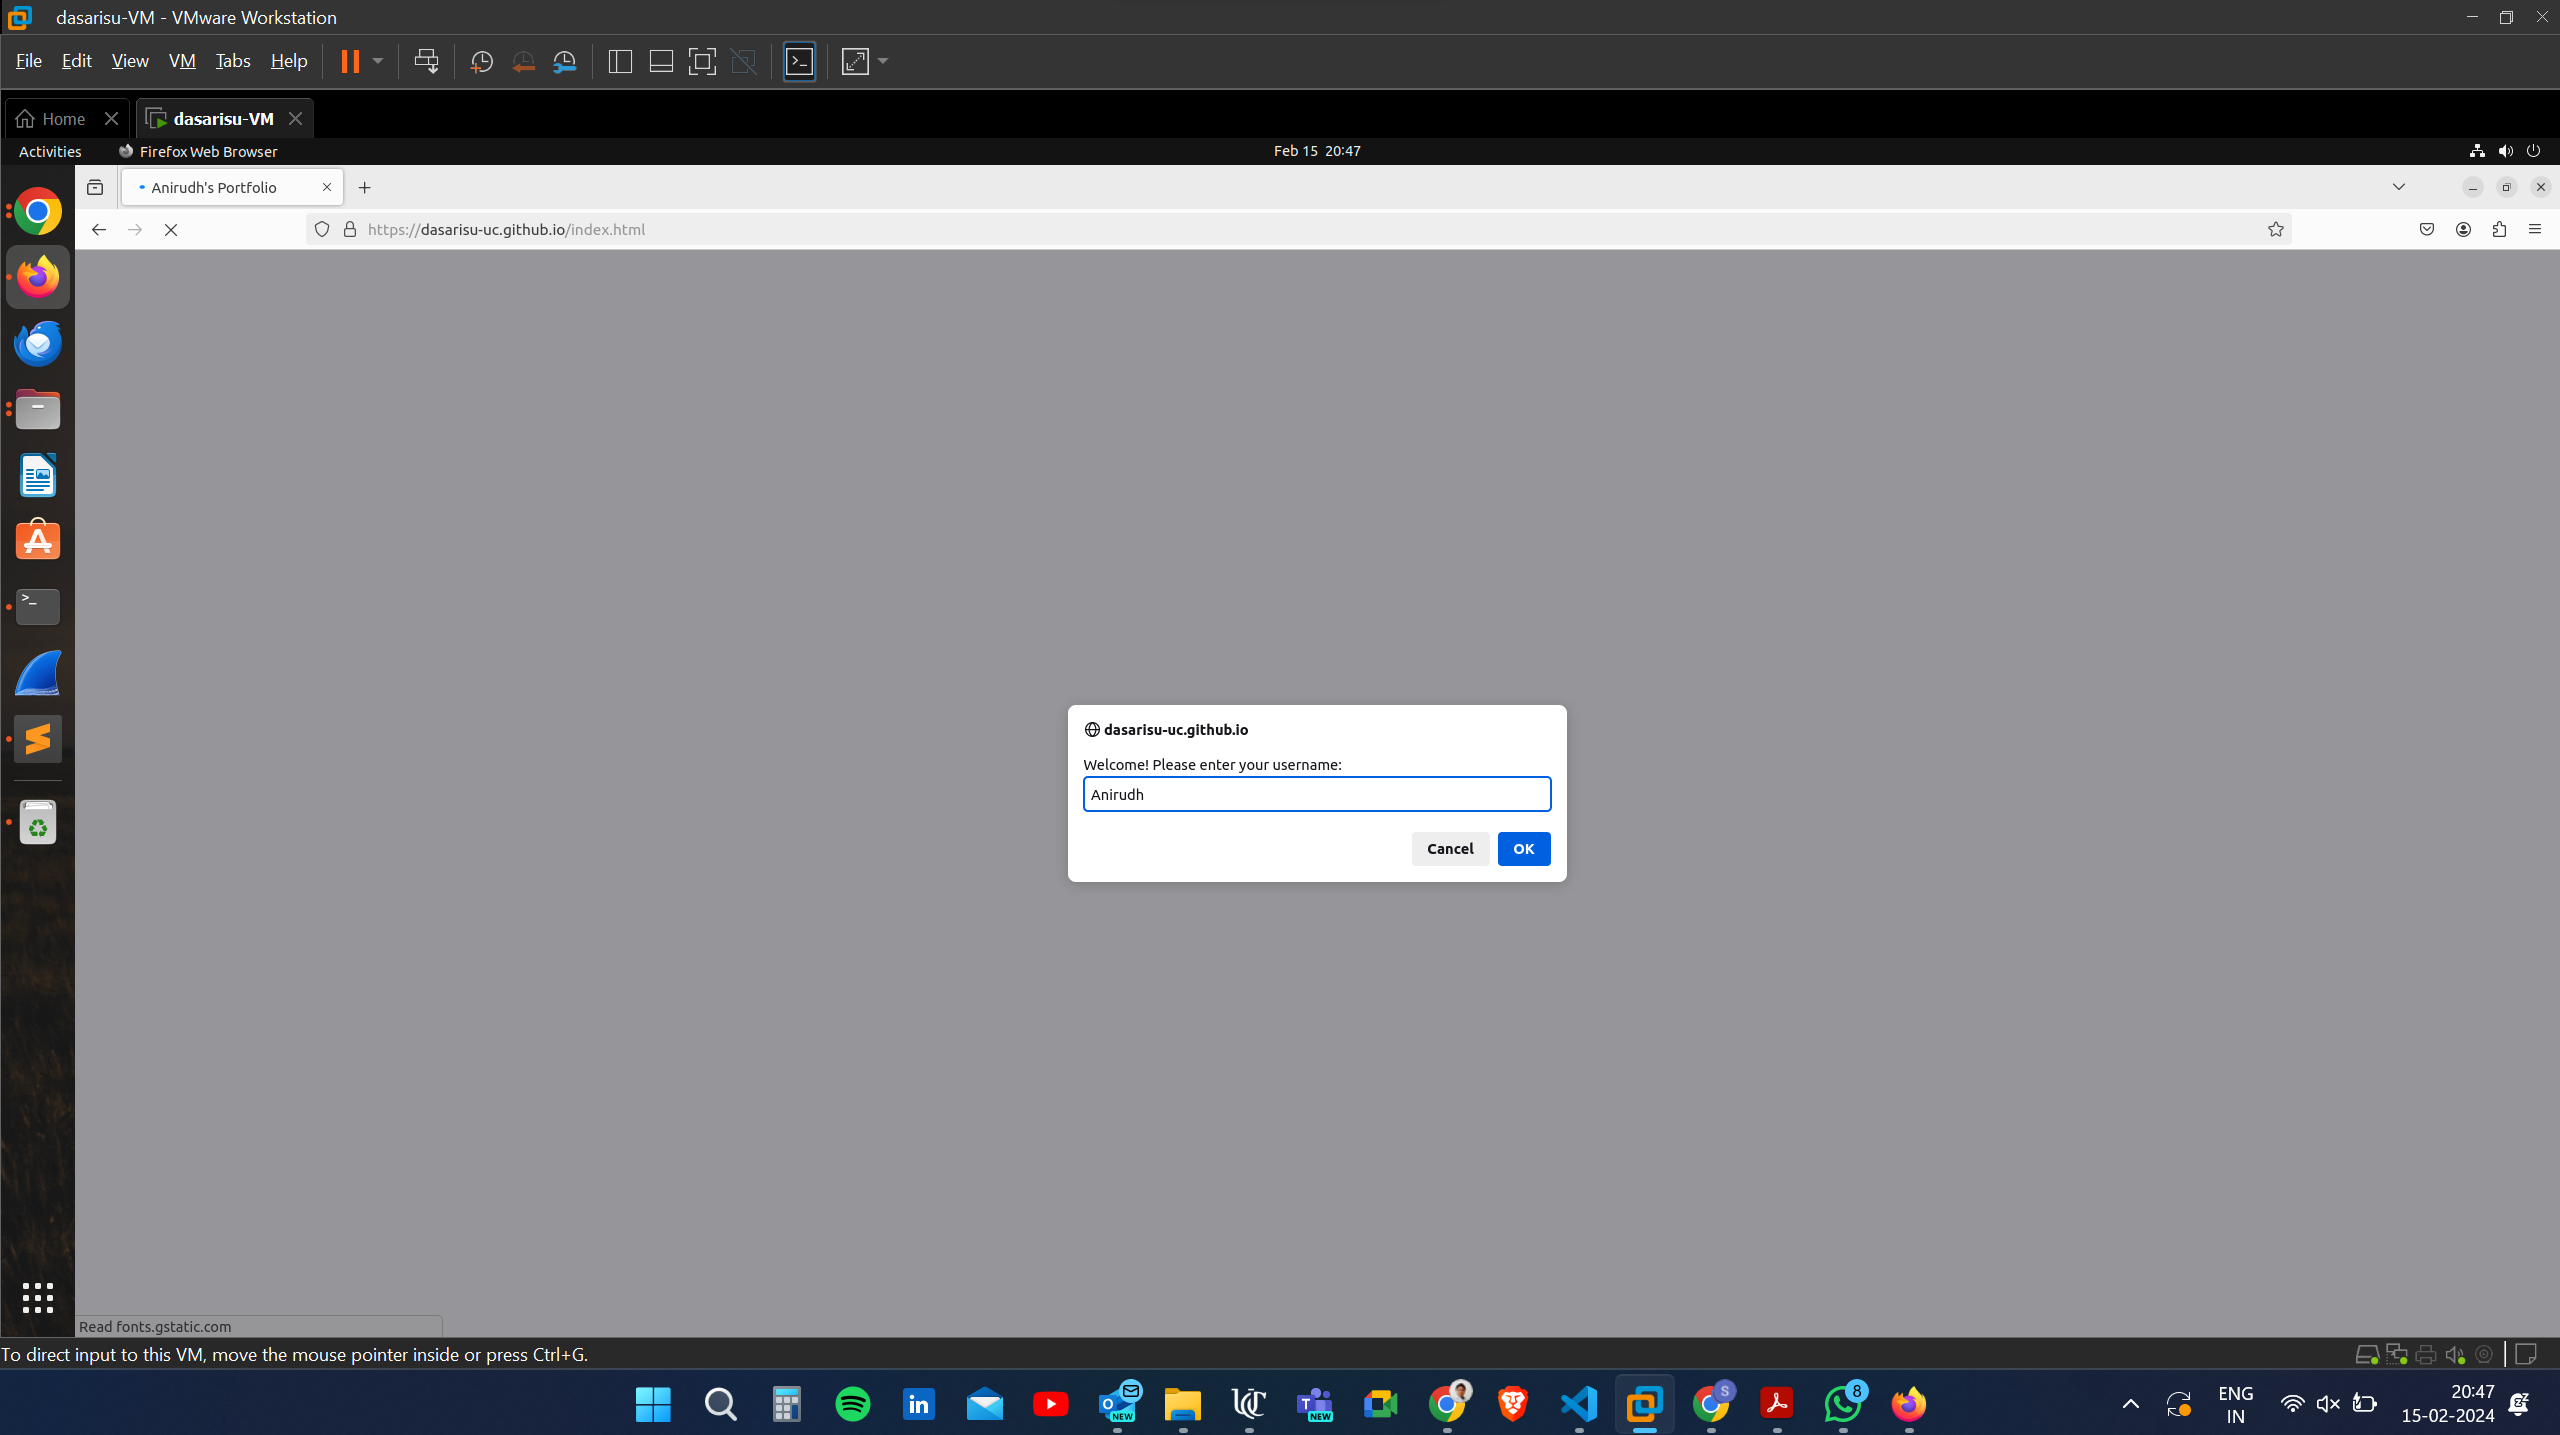 dasarisu-VM - VMware Workstation
File Edit View VM Tabs Help
Home dasarisu-VM
Activities Firefox Web Browser Feb 15 20:47
Anirudh's Portfolio
https://dasarisu-uc.github.io/index.html
dasarisu-uc.github.io
Welcome! Please enter your username:
Anirudh
Cancel OK
Read fonts.gstatic.com
To direct input to this VM, move the mouse pointer inside or press Ctrl+G.
NEW NEW S 8
ENG 20:47
IN 15-02-2024